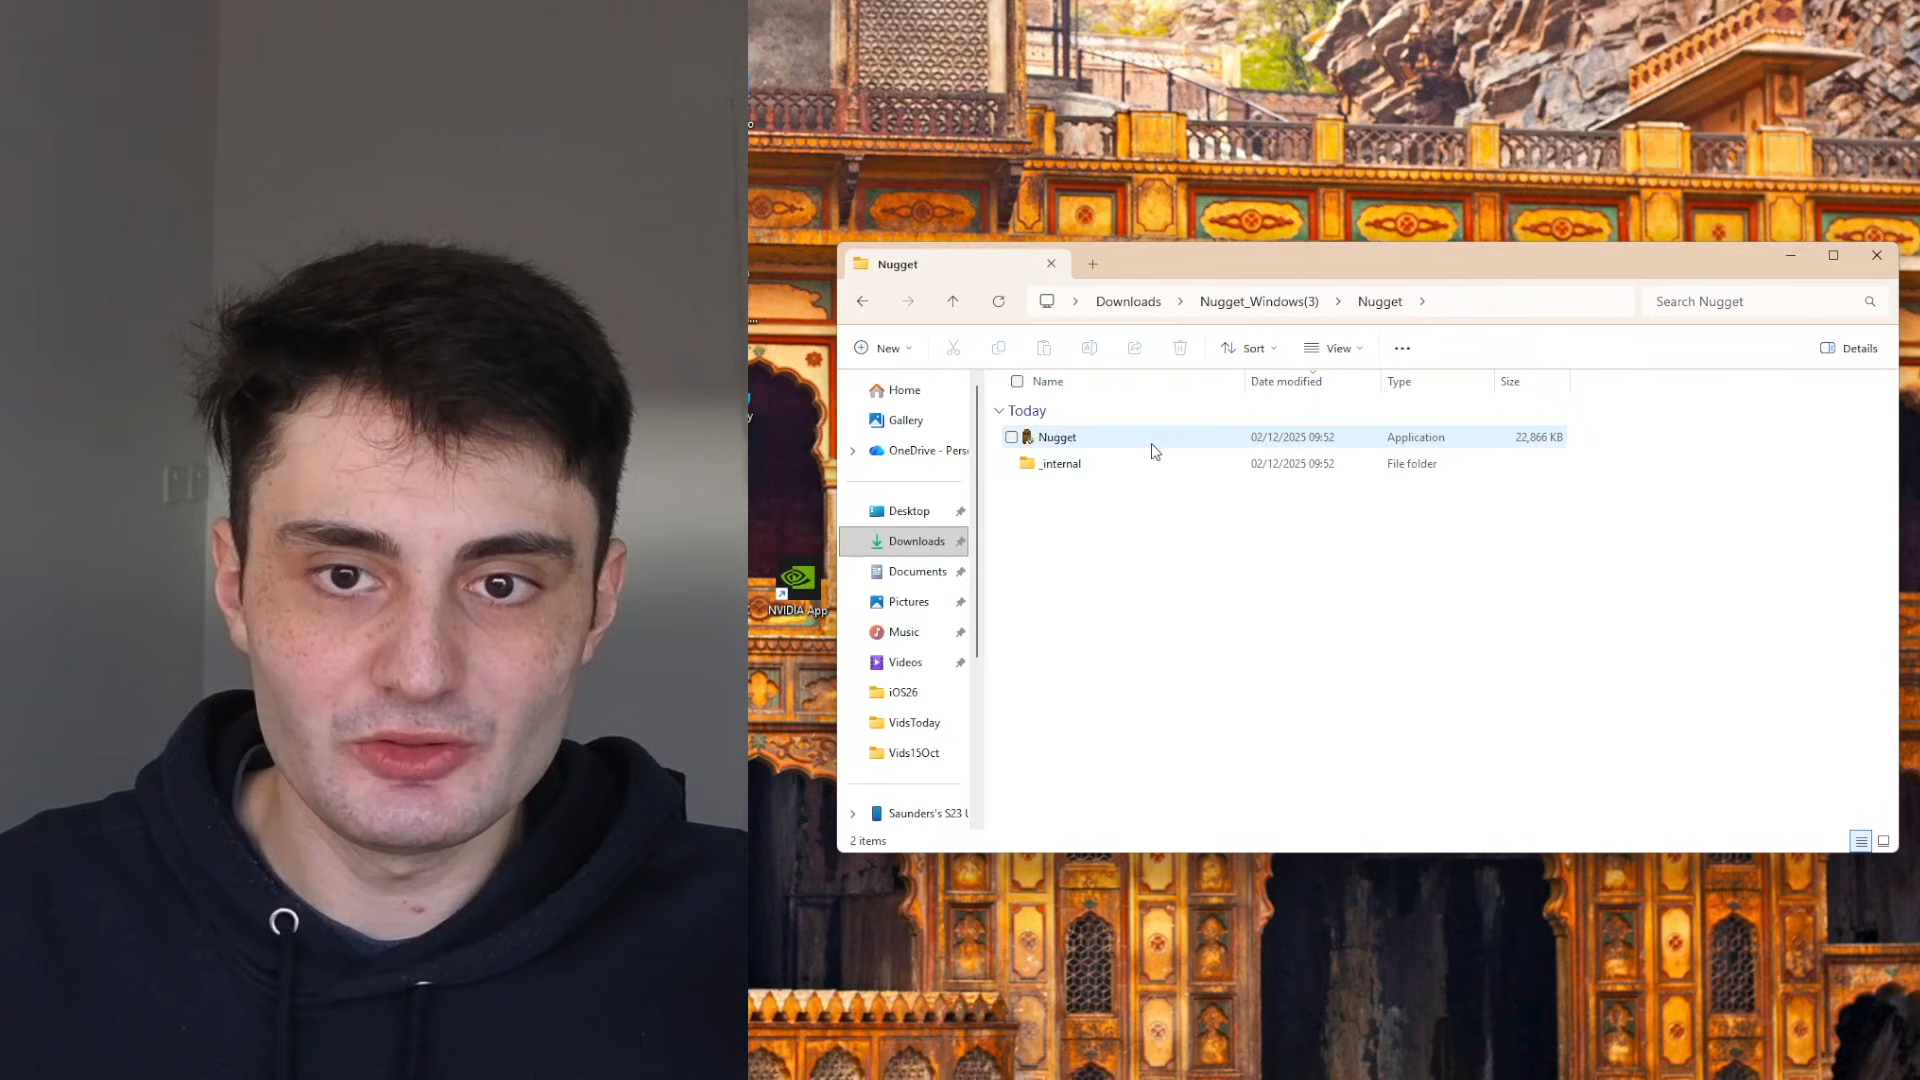 Nugget
Downloads
Nugget_Windows(3)
Nugget
Search Nugget
New
Sort
View
Details
Name
Date modified
Type
Size
Today
Nugget
02/12/2025 09:52
Application
22,866 KB
_internal
02/12/2025 09:52
File folder
Home
Gallery
OneDrive - Pers
Desktop
Downloads
Documents
Pictures
Music
Videos
iOS26
VidsToday
Vids15Oct
Saunders's S23 U
2 items
NVIDIA App